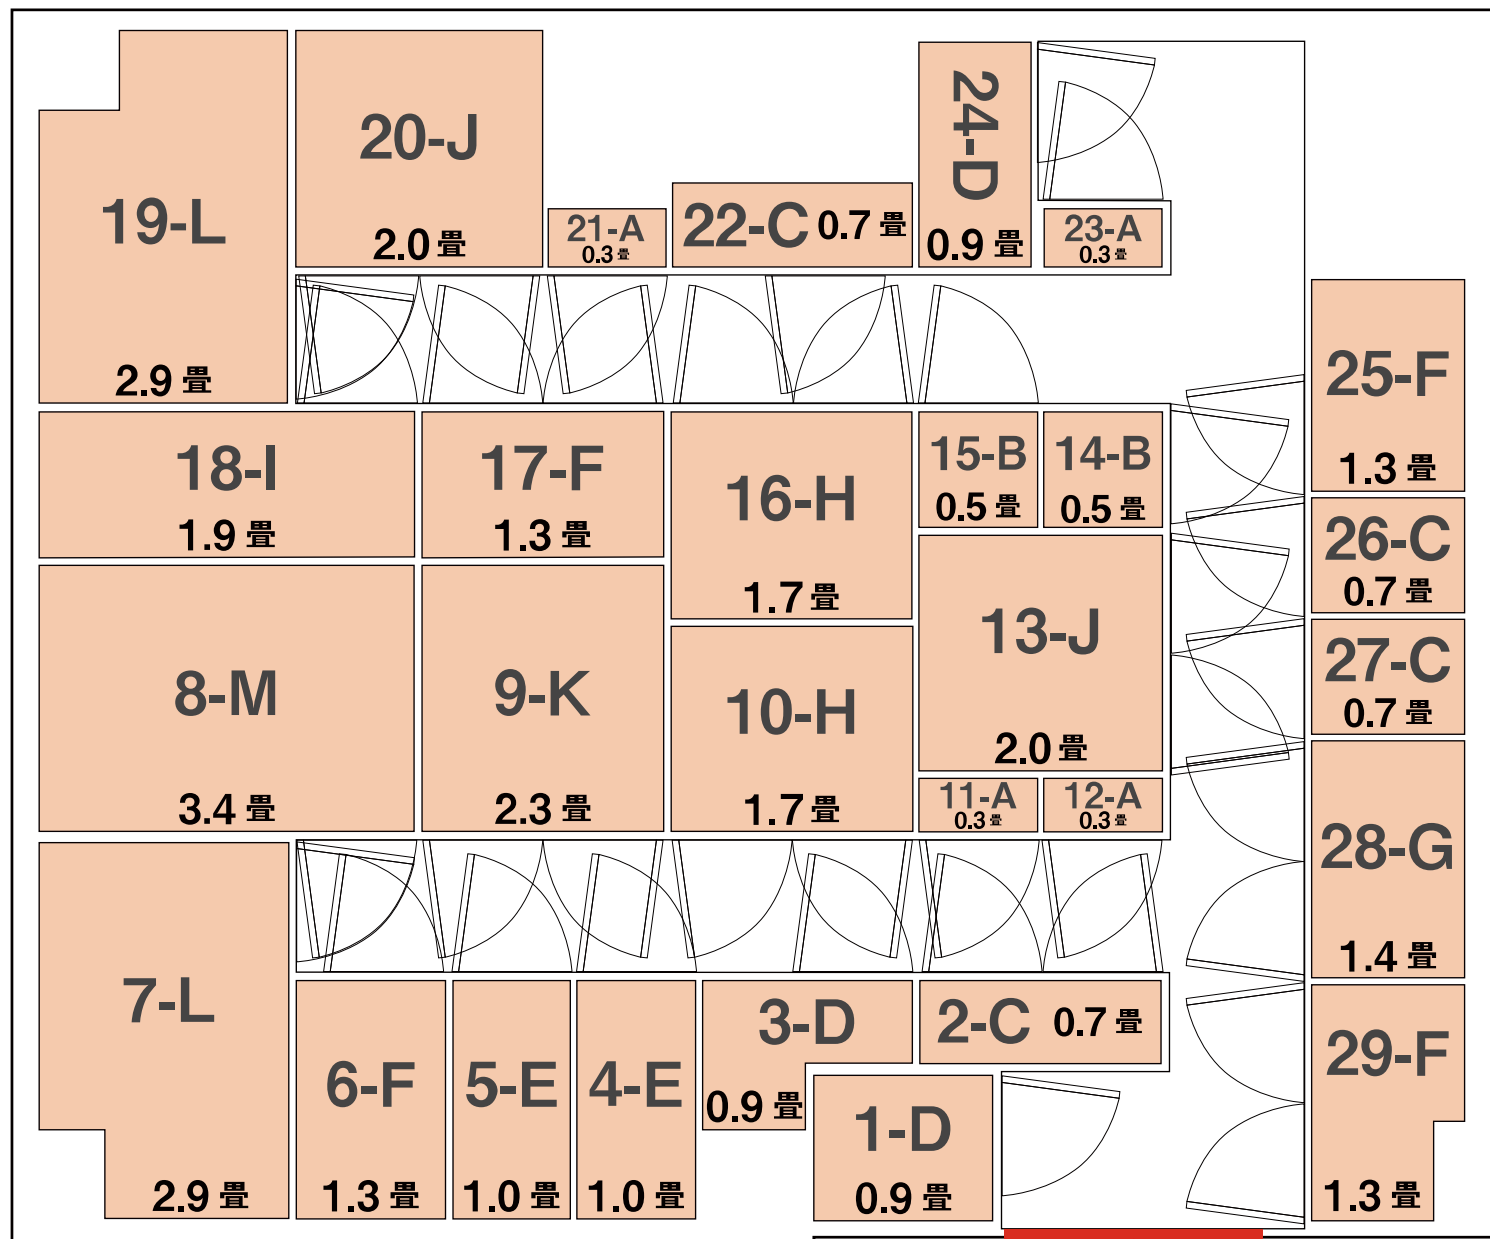 19-L
2.9 畳
20-J
2.0 畳
21-A
0.3 畳
22-C 0.7 畳
24-D
0.9 畳
23-A
0.3 畳
25-F
1.3 畳
18-I
1.9 畳
17-F
1.3 畳
16-H
1.7 畳
15-B
0.5 畳
14-B
0.5 畳
26-C
0.7 畳
8-M
3.4 畳
9-K
2.3 畳
10-H
1.7 畳
13-J
2.0 畳
27-C
0.7 畳
11-A
0.3 畳
12-A
0.3 畳
28-G
1.4 畳
7-L
2.9 畳
6-F
1.3 畳
5-E
1.0 畳
4-E
1.0 畳
3-D
0.9 畳
2-C 0.7 畳
1-D
0.9 畳
29-F
1.3 畳